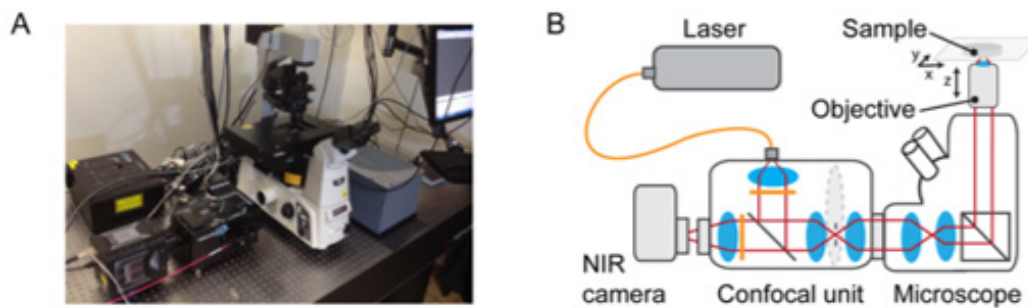 A
B
Laser
Sample
y
x
z
Objective
NIR
camera
Confocal unit
Microscope